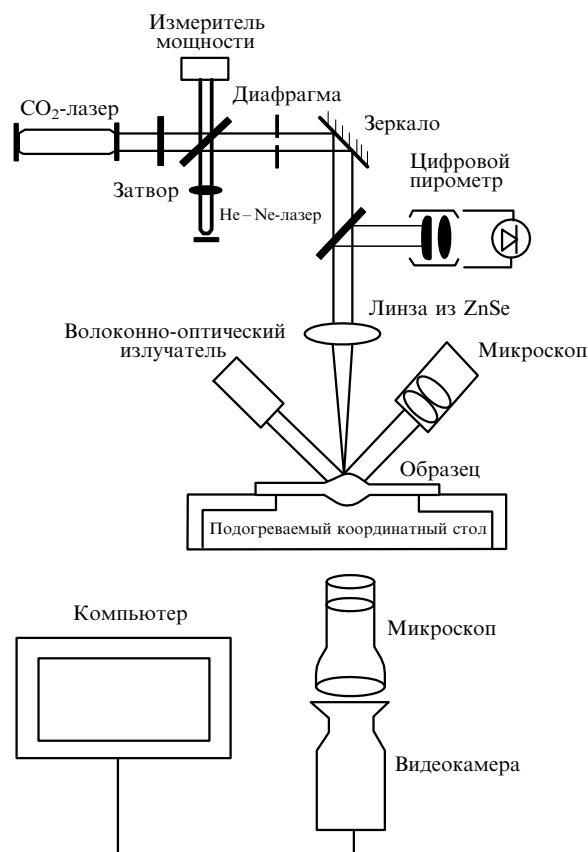 Измеритель
мощности
CO₂-лазер
Диафрагма
Зеркало
Затвор
Цифровой
пирометр
He – Ne-лазер
Линза из ZnSe
Волоконно-оптический
излучатель
Микроскоп
Образец
Подогреваемый координатный стол
Компьютер
Микроскоп
Видеокамера